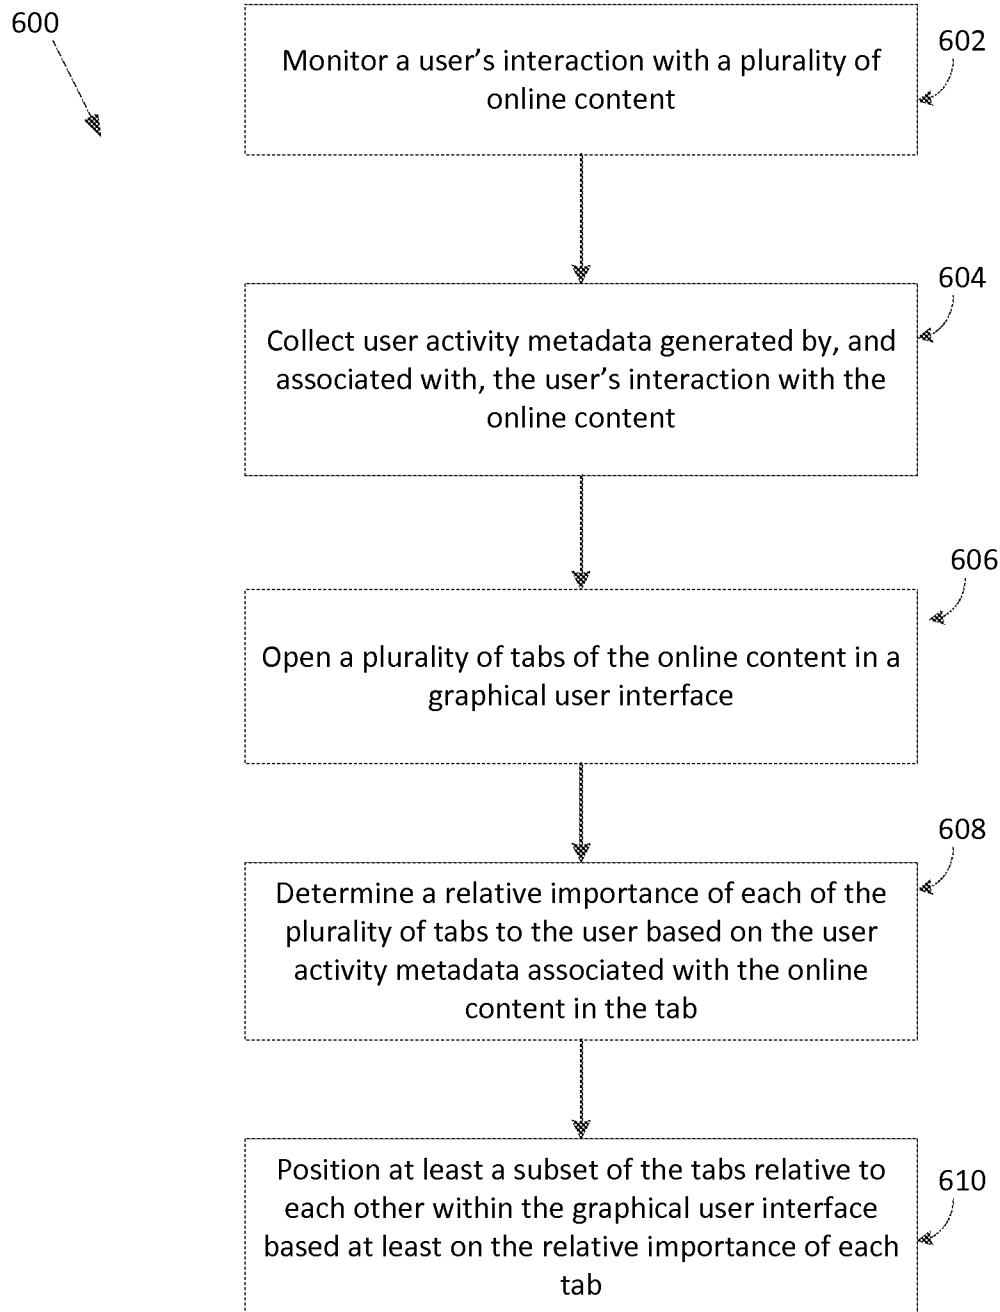 600
602
Monitor a user’s interaction with a plurality of
online content
604
Collect user activity metadata generated by, and
associated with, the user’s interaction with the
online content
606
Open a plurality of tabs of the online content in a
graphical user interface
608
Determine a relative importance of each of the
plurality of tabs to the user based on the user
activity metadata associated with the online
content in the tab
610
Position at least a subset of the tabs relative to
each other within the graphical user interface
based at least on the relative importance of each
tab